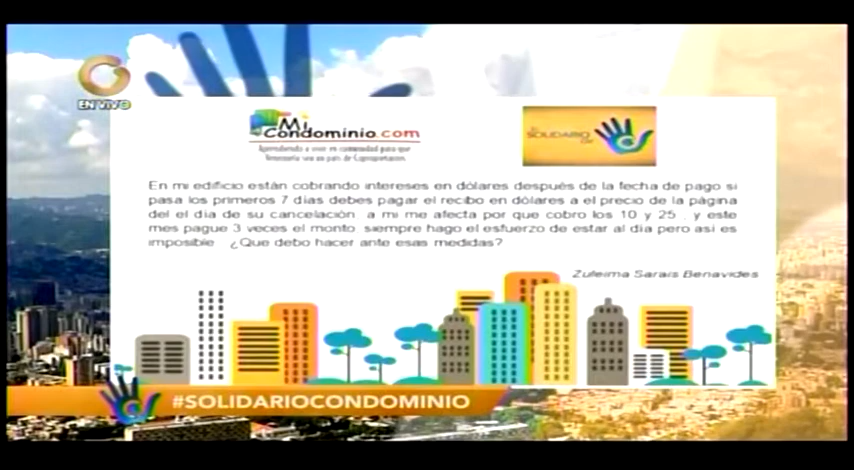 EN VIVO
Mi
Condominio.com
Aprendiendo a vivir en comunidad para que
Venezuela sea un país de Copropietarios.
SOLIDARIO
En mi edificio están cobrando intereses en dólares después de la fecha de pago si
pasa los primeros 7 días debes pagar el recibo en dólares a el precio de la página
del el día de su cancelación a mi me afecta por que cobro los 10 y 25 . y este
mes pague 3 veces el monto siempre hago el esfuerzo de estar al día pero asi es
imposible ¿Que debo hacer ante esas medidas?
Zuleima Sarais Benavides
#SOLIDARIOCONDOMINIO